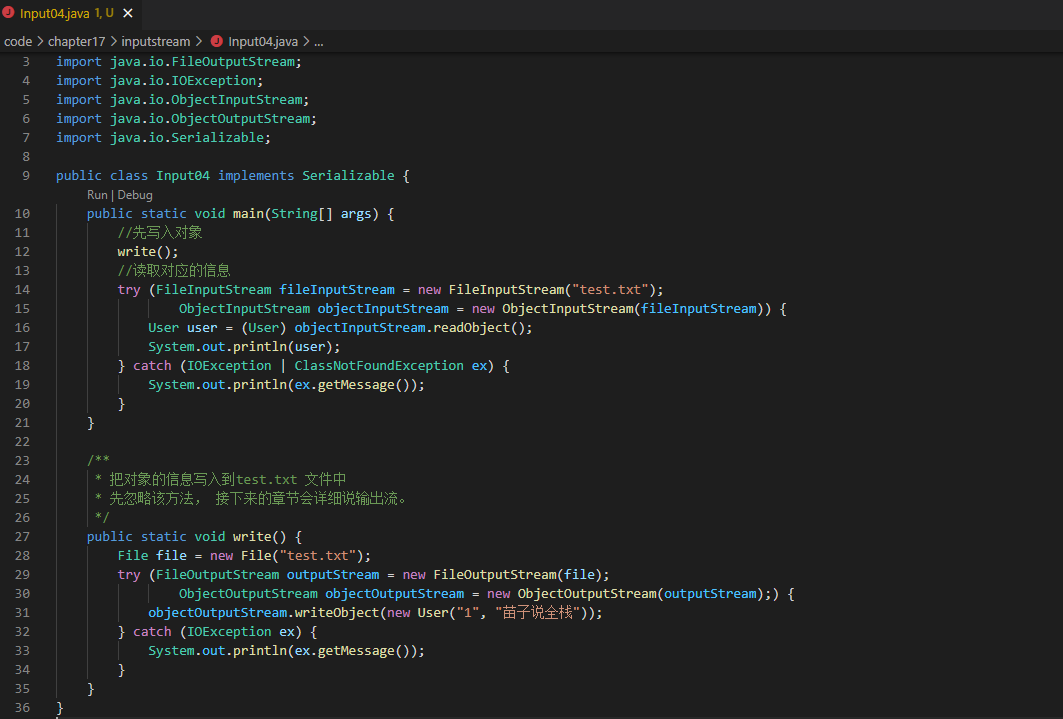 Input04.java 1, U
code > chapter17 > inputstream > Input04.java > ...
3 import java.io.FileOutputStream;
4 import java.io.IOException;
5 import java.io.ObjectInputStream;
6 import java.io.ObjectOutputStream;
7 import java.io.Serializable;
8
9 public class Input04 implements Serializable {
Run | Debug
10 public static void main(String[] args) {
11 //先写入对象
12 write();
13 //读取对应的信息
14 try (FileInputStream fileInputStream = new FileInputStream("test.txt");
15 ObjectInputStream objectInputStream = new ObjectInputStream(fileInputStream)) {
16 User user = (User) objectInputStream.readObject();
17 System.out.println(user);
18 } catch (IOException | ClassNotFoundException ex) {
19 System.out.println(ex.getMessage());
20 }
21 }
22
23 /**
24 * 把对象的信息写入到test.txt 文件中
25 * 先忽略该方法， 接下来的章节会详细说输出流。
26 */
27 public static void write() {
28 File file = new File("test.txt");
29 try (FileOutputStream outputStream = new FileOutputStream(file);
30 ObjectOutputStream objectOutputStream = new ObjectOutputStream(outputStream);) {
31 objectOutputStream.writeObject(new User("1", "苗子说全栈"));
32 } catch (IOException ex) {
33 System.out.println(ex.getMessage());
34 }
35 }
36 }